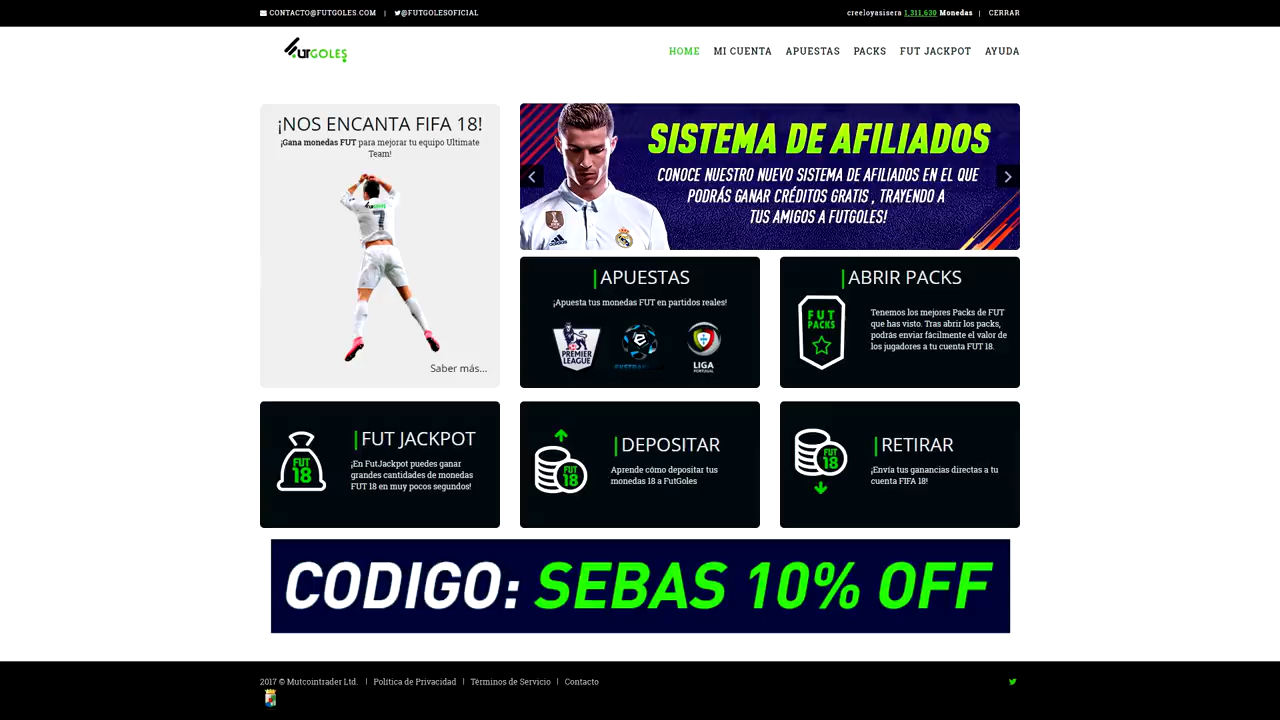 CONTACTO@FUTGOLES.COM | @FUTGOLESOFICIAL
creeloyasisera 1,311,630 Monedas | CERRAR
FUTGOLES
HOME MI CUENTA APUESTAS PACKS FUT JACKPOT AYUDA
¡NOS ENCANTA FIFA 18!
¡Gana monedas FUT para mejorar tu equipo Ultimate
Team!
7
Saber más...
SISTEMA DE AFILIADOS
CONOCE NUESTRO NUEVO SISTEMA DE AFILIADOS EN EL QUE
PODRÁS GANAR CRÉDITOS GRATIS , TRAYENDO A
TUS AMIGOS A FUTGOLES!
adidas
|APUESTAS
¡Apuesta tus monedas FUT en partidos reales!
PREMIER
LEAGUE
LIGA
PORTUGAL
|ABRIR PACKS
FUT
PACKS
Tenemos los mejores Packs de FUT
que has visto. Tras abrir los packs,
podrás enviar fácilmente el valor de
los jugadores a tu cuenta FUT 18.
FUT
18
|FUT JACKPOT
¡En FutJackpot puedes ganar
grandes cantidades de monedas
FUT 18 en muy pocos segundos!
FUT
18
|DEPOSITAR
Aprende cómo depositar tus
monedas 18 a FutGoles
FUT
18
|RETIRAR
¡Envía tus ganancias directas a tu
cuenta FIFA 18!
CODIGO: SEBAS 10% OFF
2017 © Mutcointrader Ltd. | Política de Privacidad | Términos de Servicio | Contacto